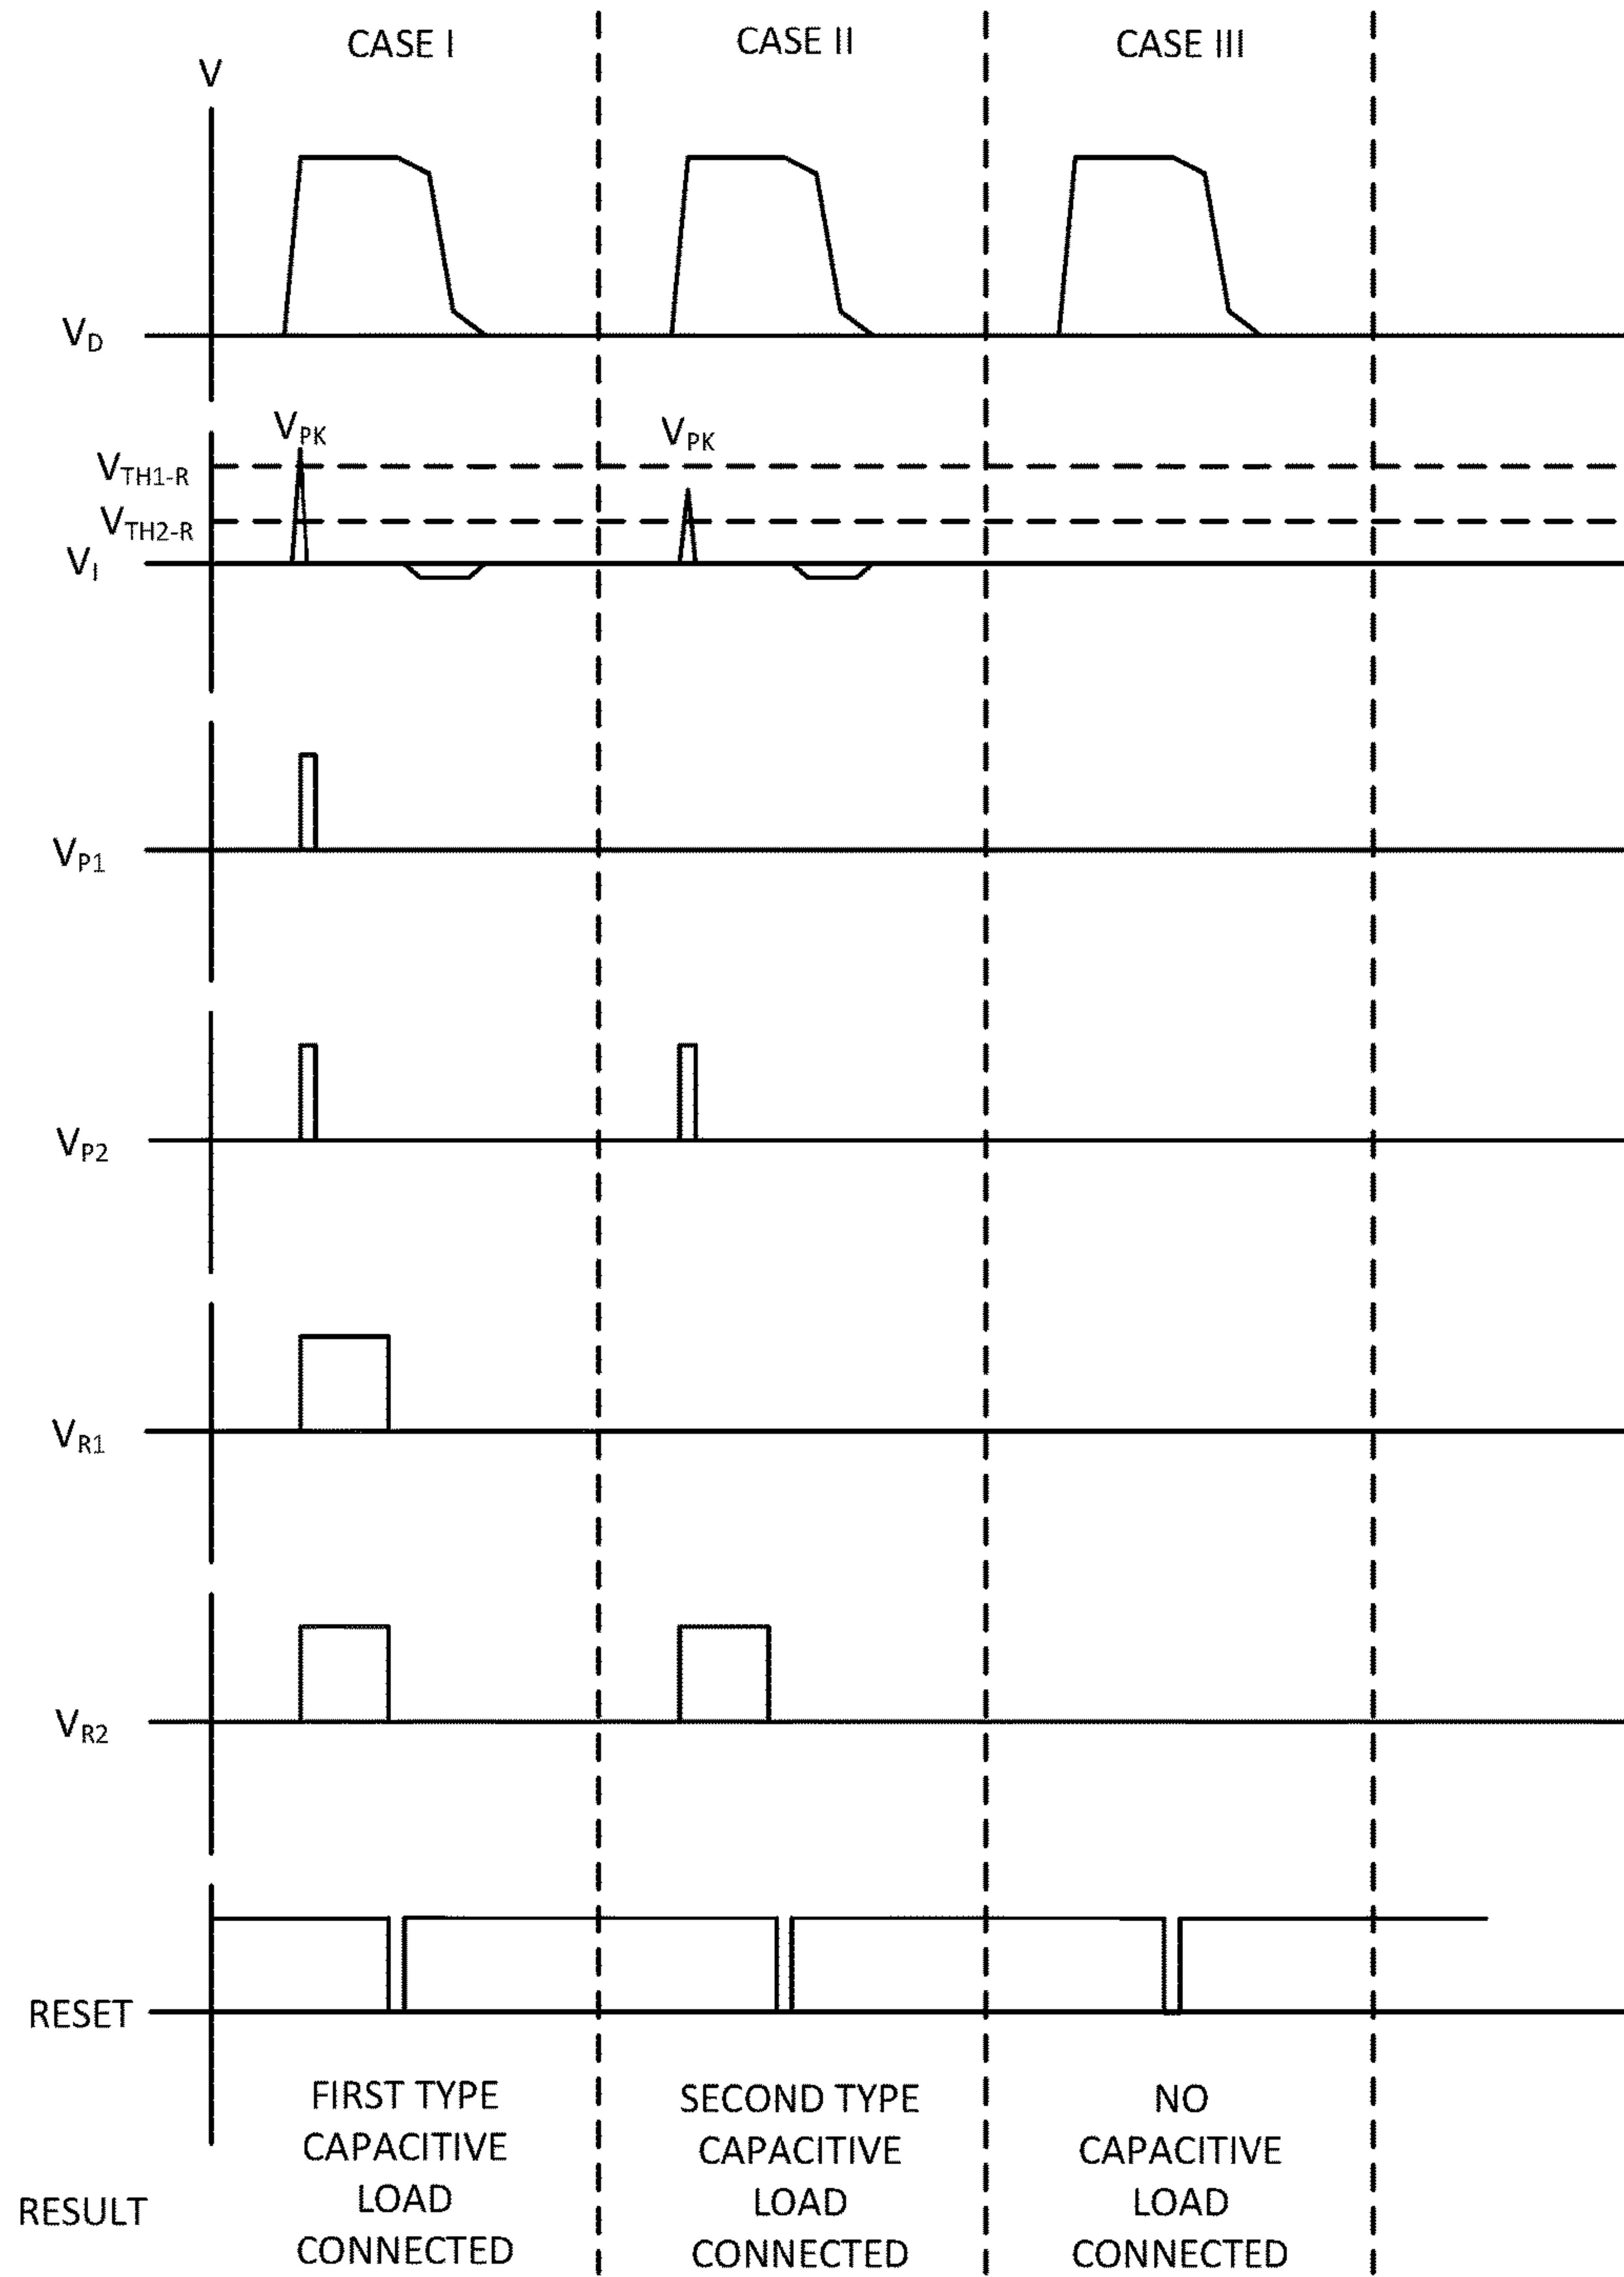 CASE I
CASE II
CASE III
V
VD
VPK
VPK
VTH1-R
VTH2-R
VI
VP1
VP2
VR1
VR2
RESET
RESULT
FIRST TYPE
CAPACITIVE
LOAD
CONNECTED
SECOND TYPE
CAPACITIVE
LOAD
CONNECTED
NO
CAPACITIVE
LOAD
CONNECTED